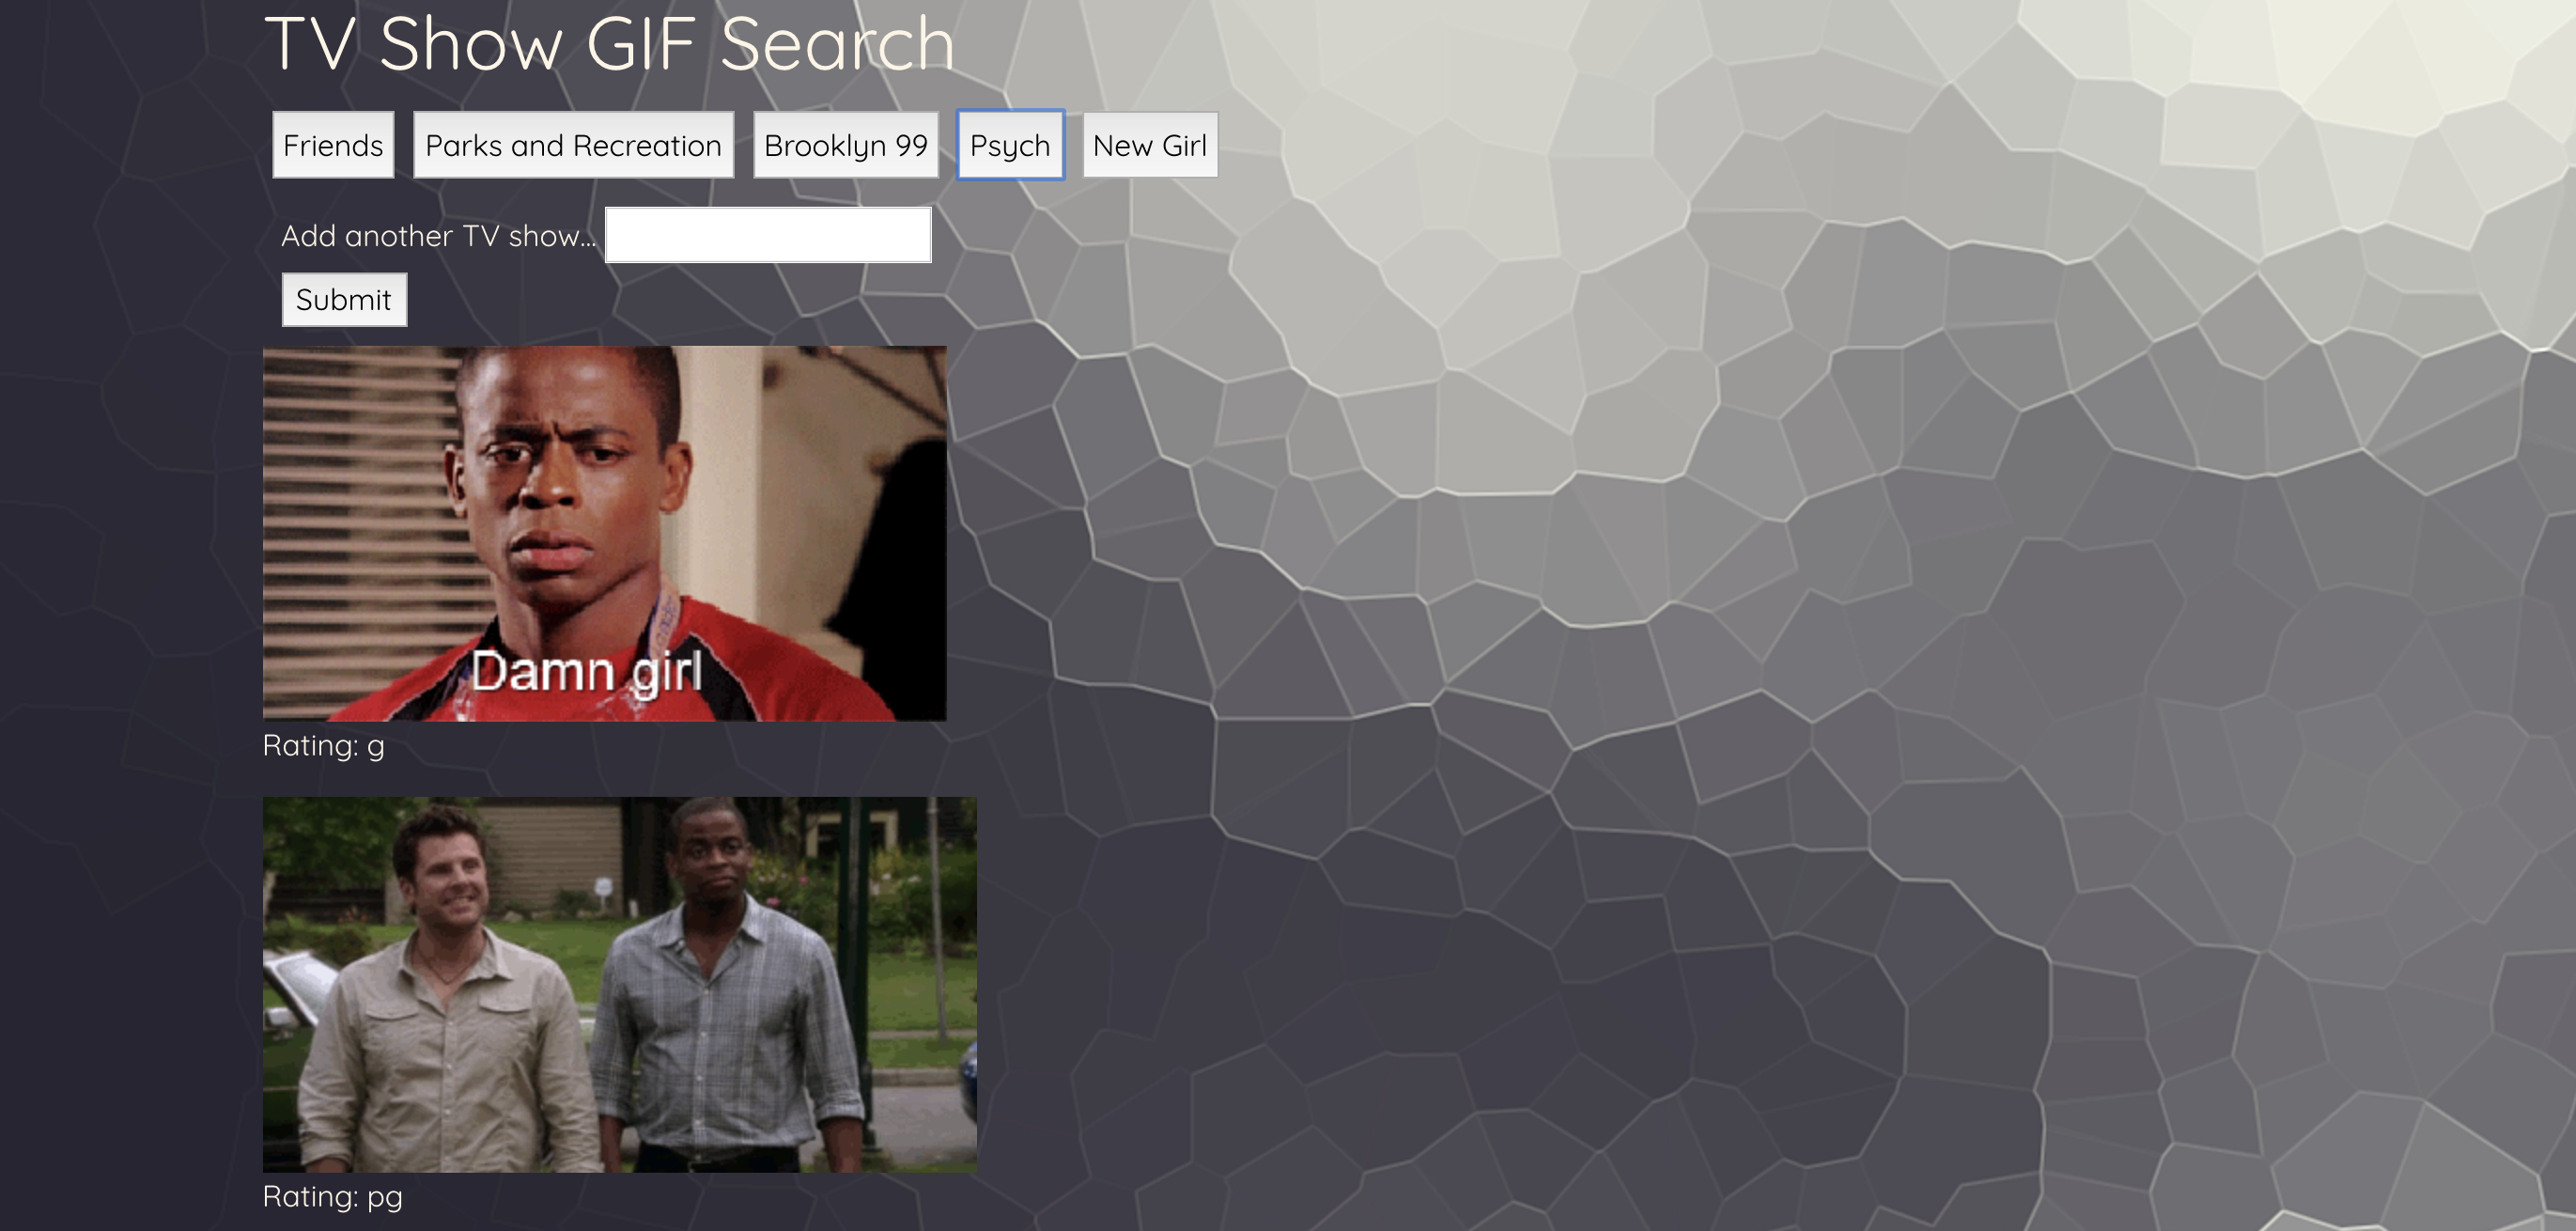 TV Show GIF Search
Friends Parks and Recreation Brooklyn 99 Psych New Girl
Add another TV show...
Submit
Damn girl
Rating: g
Rating: pg